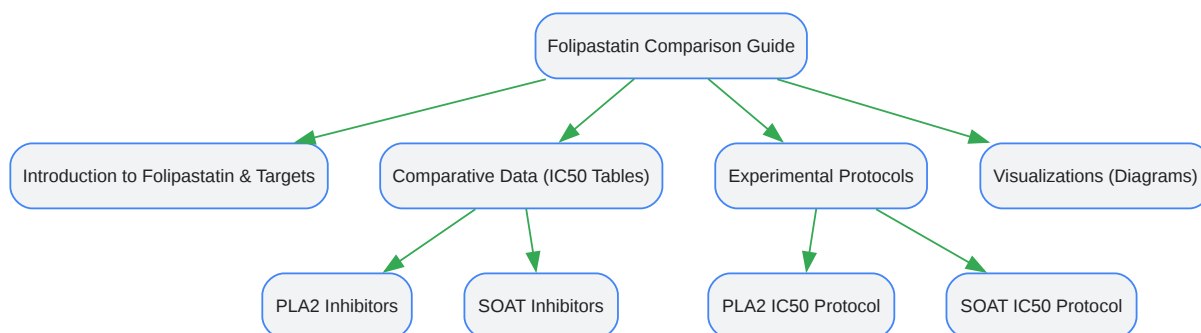 Folipastatin Comparison Guide
Introduction to Folipastatin & Targets
Comparative Data (IC50 Tables)
Experimental Protocols
Visualizations (Diagrams)
PLA2 Inhibitors
SOAT Inhibitors
PLA2 IC50 Protocol
SOAT IC50 Protocol